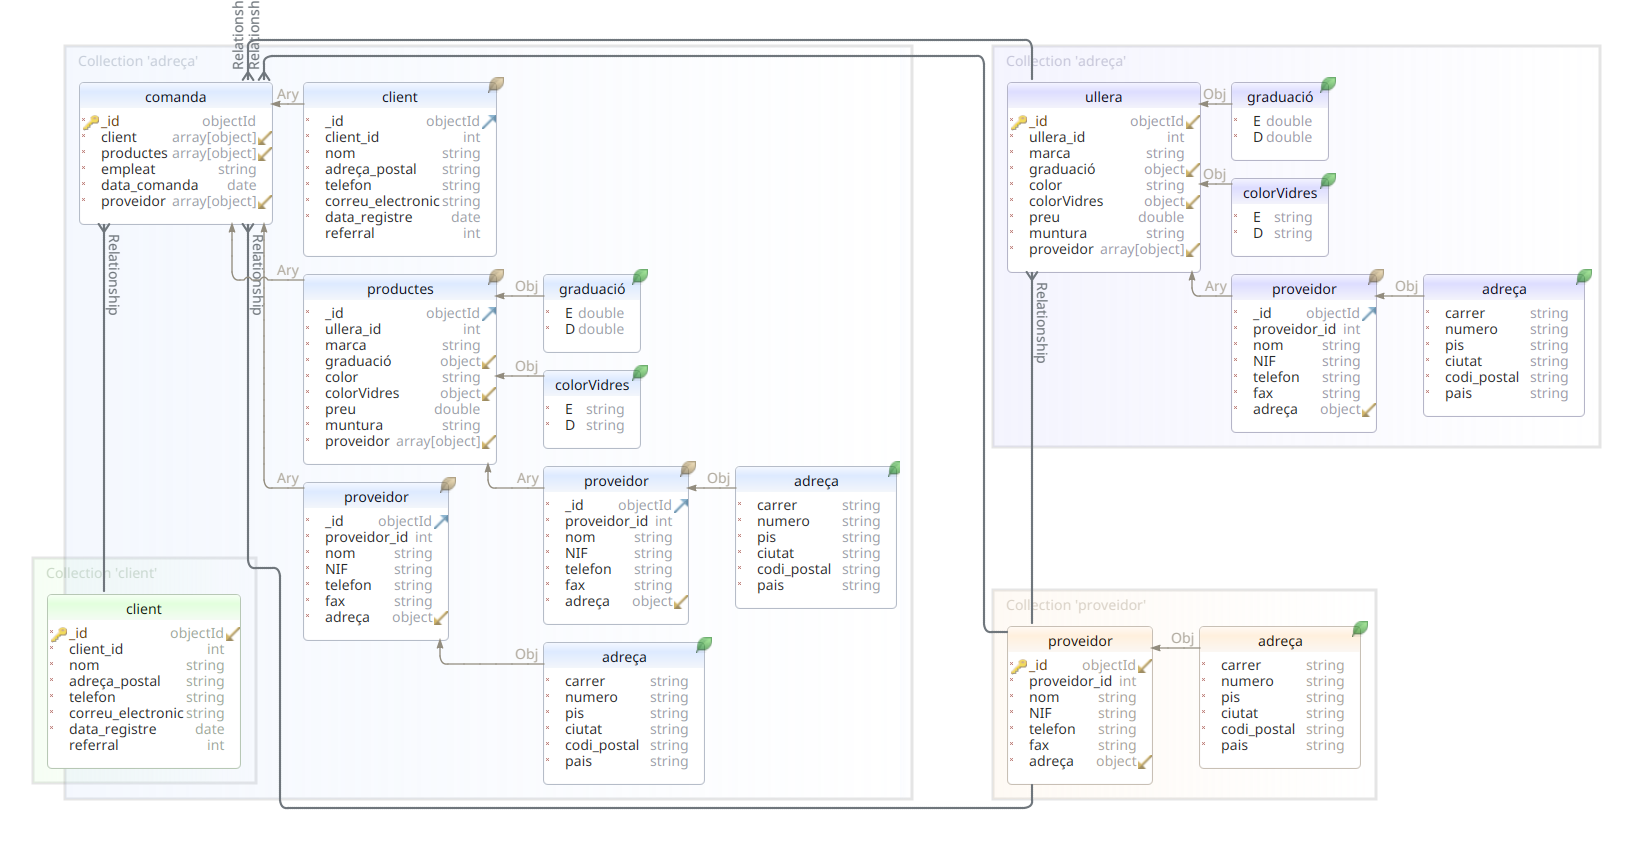 Relationsh
Relationsh
Collection 'adreça'
comanda
_id objectId
client array[object]
productes array[object]
empleat string
data_comanda date
proveidor array[object]
Ary
client
_id objectId
client_id int
nom string
adreça_postal string
telefon string
correu_electronic string
data_registre date
referral int
Relationship
Relationship
Ary
productes
_id objectId
ullera_id int
marca string
graduació object
color string
colorVidres object
preu double
muntura string
proveidor array[object]
Obj
graduació
E double
D double
Obj
colorVidres
E string
D string
Ary
proveidor
_id objectId
proveidor_id int
nom string
NIF string
telefon string
fax string
adreça object
Ary
proveidor
_id objectId
proveidor_id int
nom string
NIF string
telefon string
fax string
adreça object
Obj
adreça
carrer string
numero string
pis string
ciutat string
codi_postal string
pais string
Obj
adreça
carrer string
numero string
pis string
ciutat string
codi_postal string
pais string
Collection 'client'
client
_id objectId
client_id int
nom string
adreça_postal string
telefon string
correu_electronic string
data_registre date
referral int
Collection 'adreça'
ullera
_id objectId
ullera_id int
marca string
graduació object
color string
colorVidres object
preu double
muntura string
proveidor array[object]
Obj
graduació
E double
D double
Obj
colorVidres
E string
D string
Relationship
Ary
proveidor
_id objectId
proveidor_id int
nom string
NIF string
telefon string
fax string
adreça object
Obj
adreça
carrer string
numero string
pis string
ciutat string
codi_postal string
pais string
Collection 'proveidor'
proveidor
_id objectId
proveidor_id int
nom string
NIF string
telefon string
fax string
adreça object
Obj
adreça
carrer string
numero string
pis string
ciutat string
codi_postal string
pais string